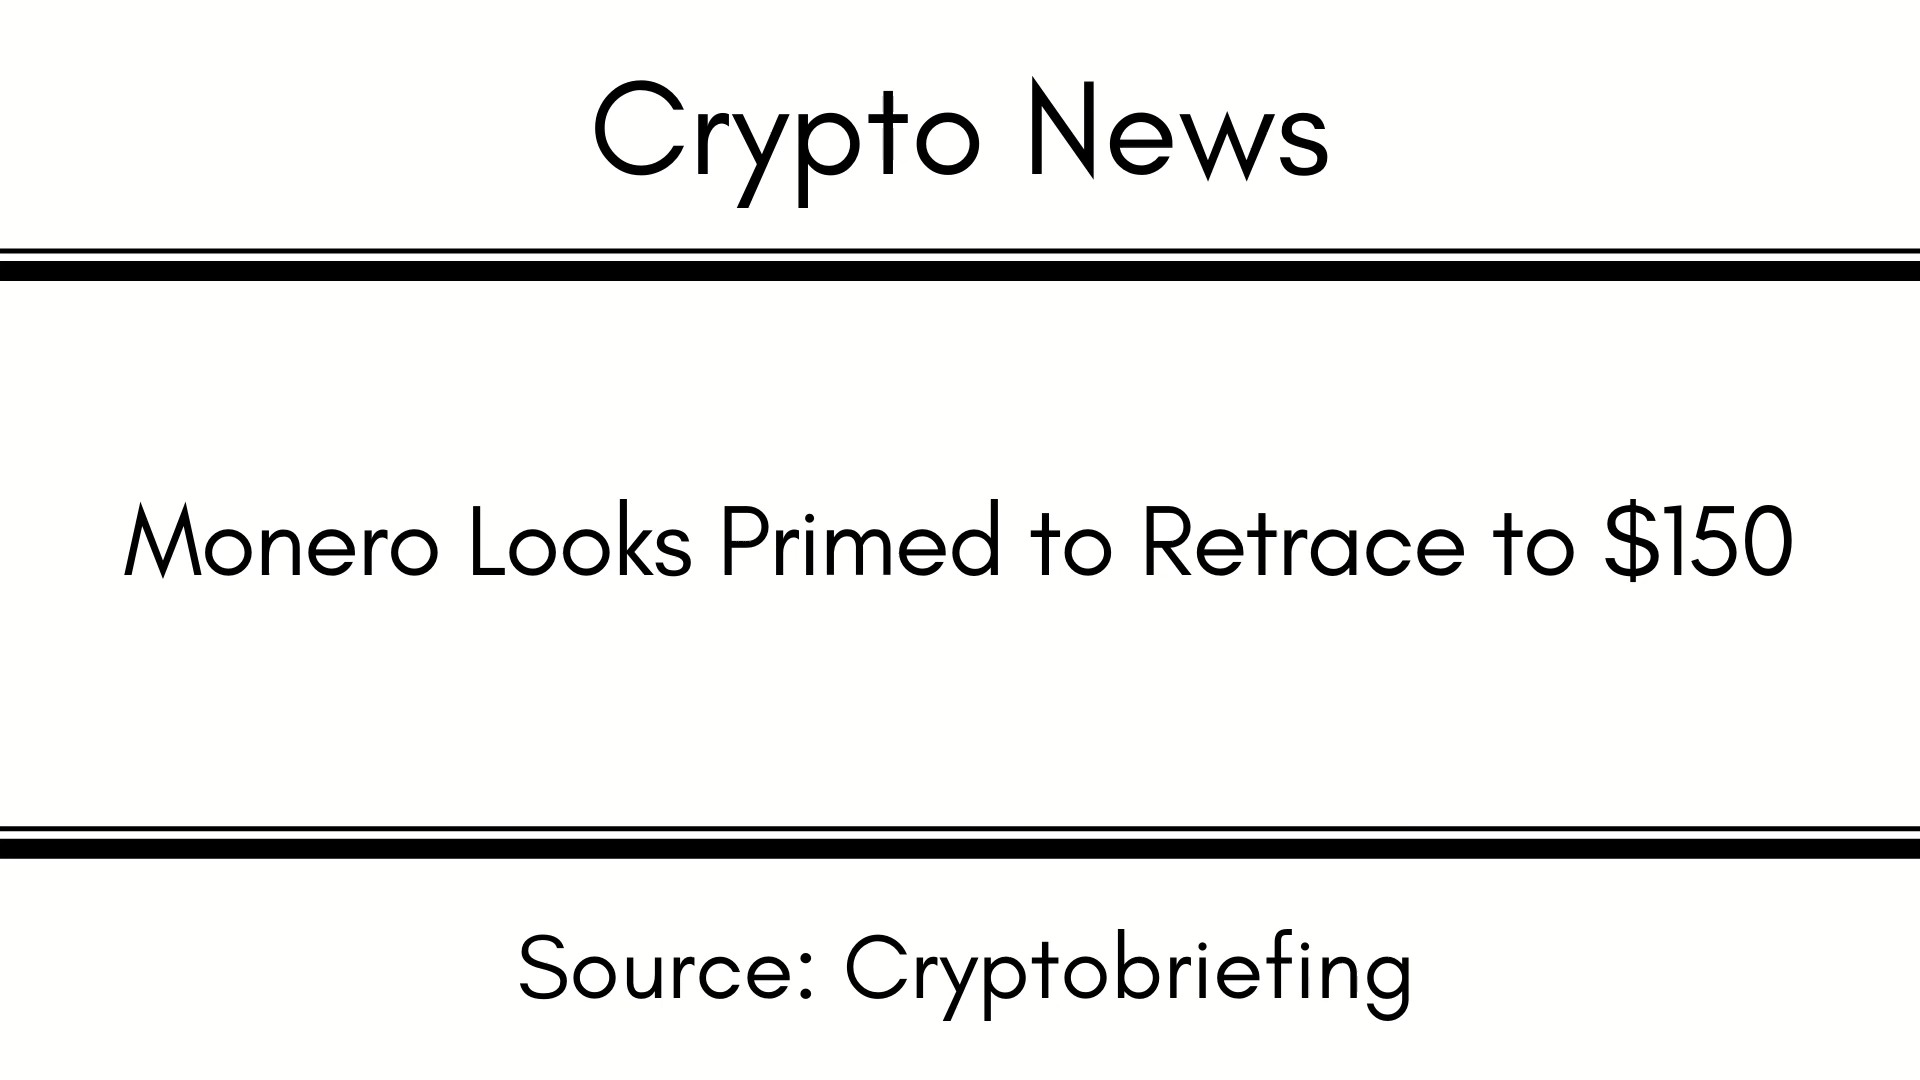 Crypto News
Monero Looks Primed to Retrace to $150
Source: Cryptobriefing